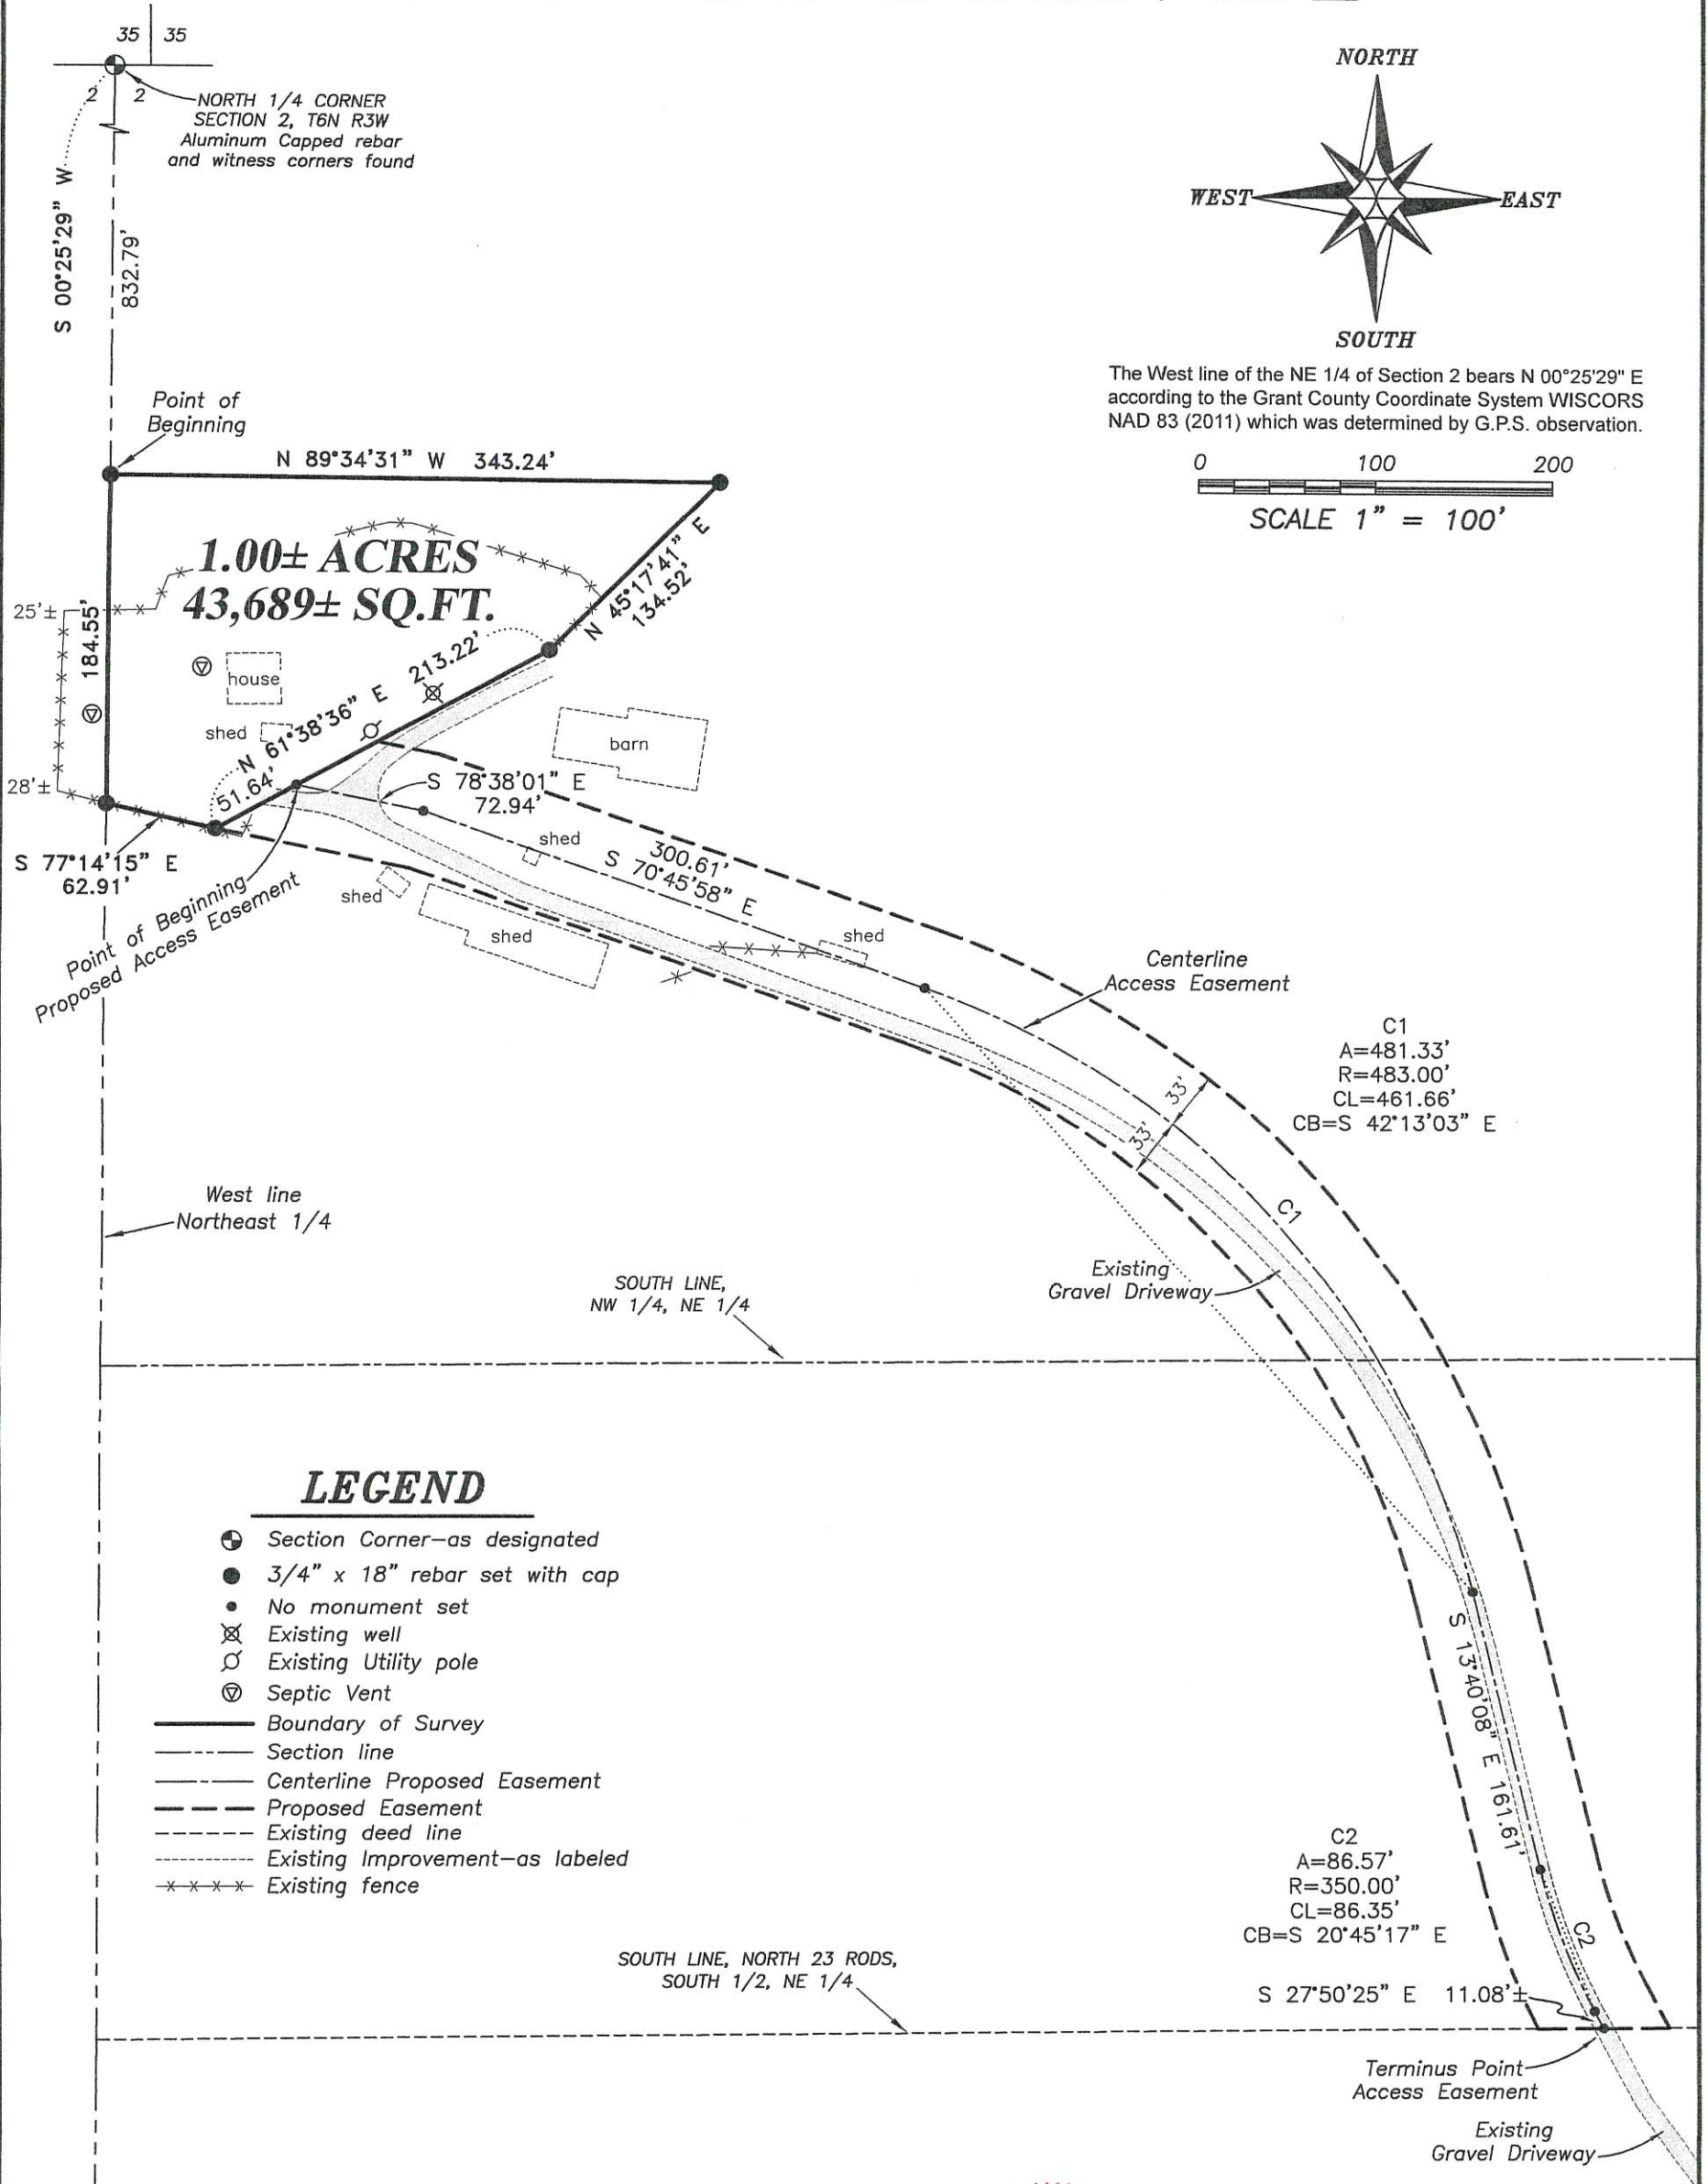 35 35
2 2
NORTH 1/4 CORNER
SECTION 2, T6N R3W
Aluminum Capped rebar
and witness corners found
S 00°25'29" W
832.79'
NORTH
WEST
EAST
SOUTH
The West line of the NE 1/4 of Section 2 bears N 00°25'29" E
according to the Grant County Coordinate System WISCORS
NAD 83 (2011) which was determined by G.P.S. observation.
0 100 200
SCALE 1" = 100'
Point of
Beginning
N 89°34'31" W 343.24'
1.00± ACRES
43,689± SQ.FT.
N 45°17'41" E
134.52'
25'±
184.55'
28'±
house
shed
N 61°38'36" E 213.22'
51.64'
barn
S 78°38'01" E
72.94'
S 77°14'15" E
62.91'
Point of Beginning
Proposed Access Easement
shed
300.61'
S 70°45'58" E
shed
shed
shed
Centerline
Access Easement
C1
A=481.33'
R=483.00'
CL=461.66'
CB=S 42°13'03" E
33'
33'
C1
West line
Northeast 1/4
Existing
Gravel Driveway
SOUTH LINE,
NW 1/4, NE 1/4
LEGEND
Section Corner—as designated
3/4" x 18" rebar set with cap
No monument set
Existing well
Existing Utility pole
Septic Vent
Boundary of Survey
Section line
Centerline Proposed Easement
Proposed Easement
Existing deed line
Existing Improvement—as labeled
Existing fence
S 13°40'08" E 161.61'
C2
A=86.57'
R=350.00'
CL=86.35'
CB=S 20°45'17" E
C2
SOUTH LINE, NORTH 23 RODS,
SOUTH 1/2, NE 1/4
S 27°50'25" E 11.08'±
Terminus Point
Access Easement
Existing
Gravel Driveway